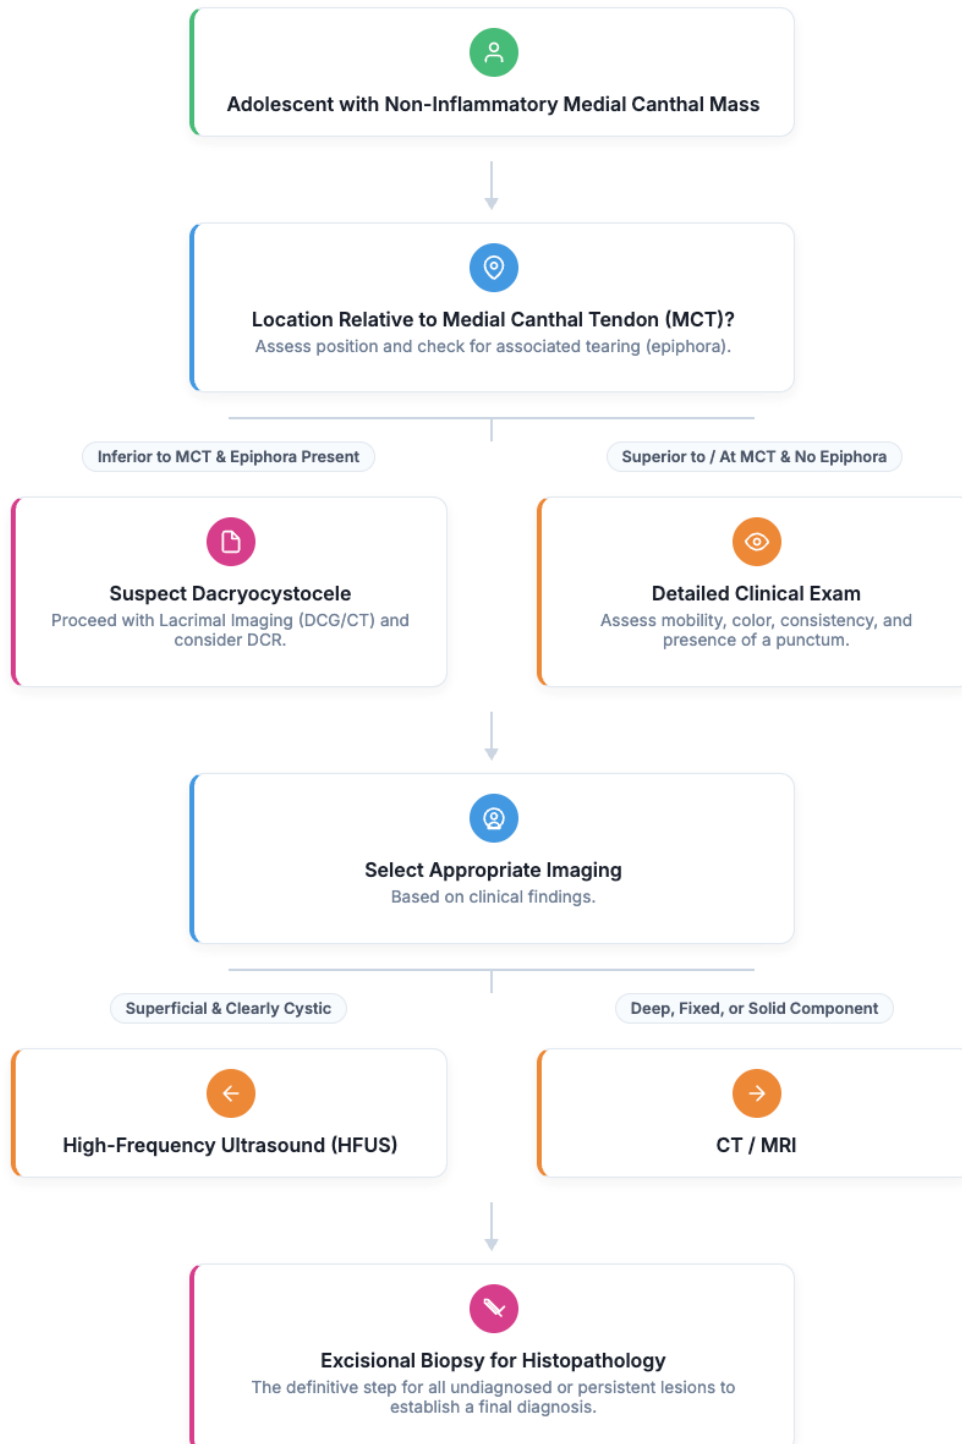 Adolescent with Non-Inflammatory Medial Canthal Mass
Location Relative to Medial Canthal Tendon (MCT)?
Assess position and check for associated tearing (epiphora).
Inferior to MCT & Epiphora Present
Superior to / At MCT & No Epiphora
Suspect Dacryocystocele
Proceed with Lacrimal Imaging (DCG/CT) and
consider DCR.
Detailed Clinical Exam
Assess mobility, color, consistency, and
presence of a punctum.
Select Appropriate Imaging
Based on clinical findings.
Superficial & Clearly Cystic
Deep, Fixed, or Solid Component
High-Frequency Ultrasound (HFUS)
CT / MRI
Excisional Biopsy for Histopathology
The definitive step for all undiagnosed or persistent lesions to
establish a final diagnosis.